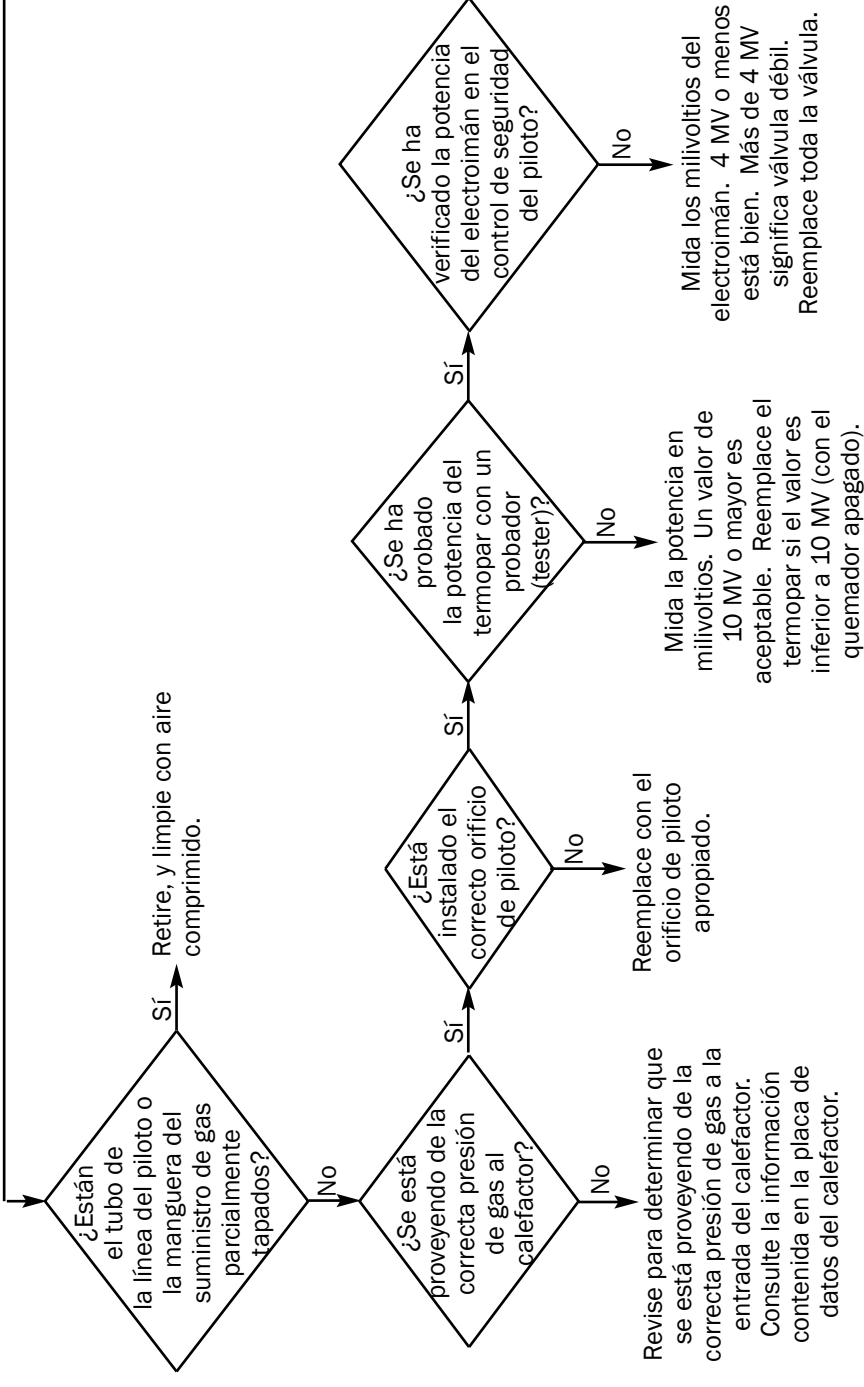 ¿Están
el tubo de
la línea del piloto o
la manguera del
suministro de gas
parcialmente
tapados?
Sí
Retire, y limpie con aire
comprimido.
No
¿Se está
proveyendo de la
correcta presión
de gas al
calefactor?
No
Revise para determinar que
se está proveyendo de la
correcta presión de gas a la
entrada del calefactor.
Consulte la información
contenida en la placa de
datos del calefactor.
Sí
¿Está
instalado el
correcto orificio
de piloto?
No
Reemplace con el
orificio de piloto
apropiado.
Sí
¿Se ha
probado
la potencia del
termopar con un
probador
(tester)?
No
Mida la potencia en
milivoltios. Un valor de
10 MV o mayor es
aceptable. Reemplace el
termopar si el valor es
inferior a 10 MV (con el
quemador apagado).
Sí
¿Se ha
verificado la potencia
del electroimán en el
control de seguridad
del piloto?
No
Mida los milivoltios del
electroimán. 4 MV o menos
está bien. Más de 4 MV
significa válvula débil.
Reemplace toda la válvula.